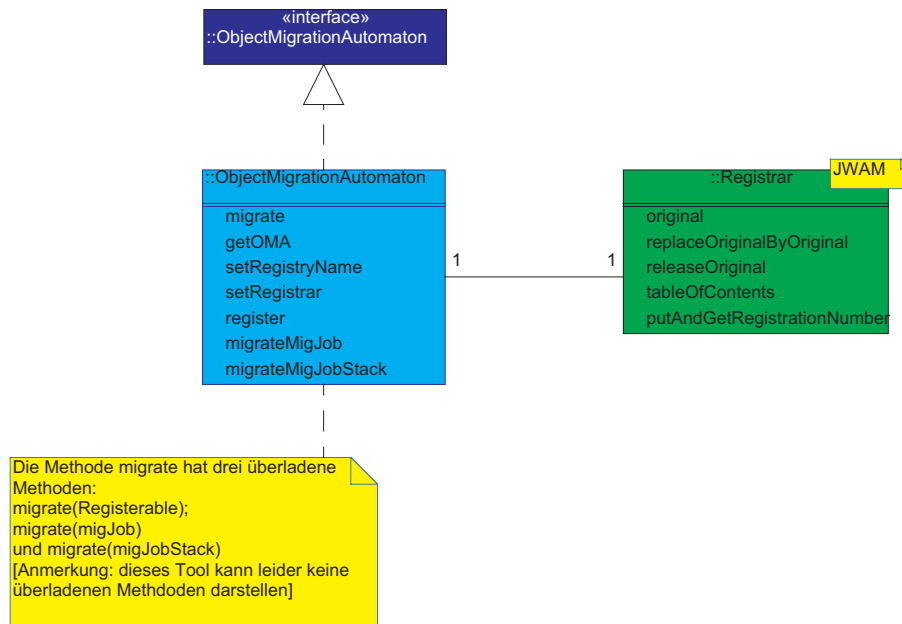 «interface»
::ObjectMigrationAutomaton
::ObjectMigrationAutomaton
migrate
getOMA
setRegistryName
setRegistrar
register
migrateMigJob
migrateMigJobStack
1
1
::Registrar
JWAM
original
replaceOriginalByOriginal
releaseOriginal
tableOfContents
putAndGetRegistrationNumber
Die Methode migrate hat drei überladene
Methoden:
migrate(Registerable);
migrate(migJob)
und migrate(migJobStack)
[Anmerkung: dieses Tool kann leider keine
überladenen Methdoden darstellen]